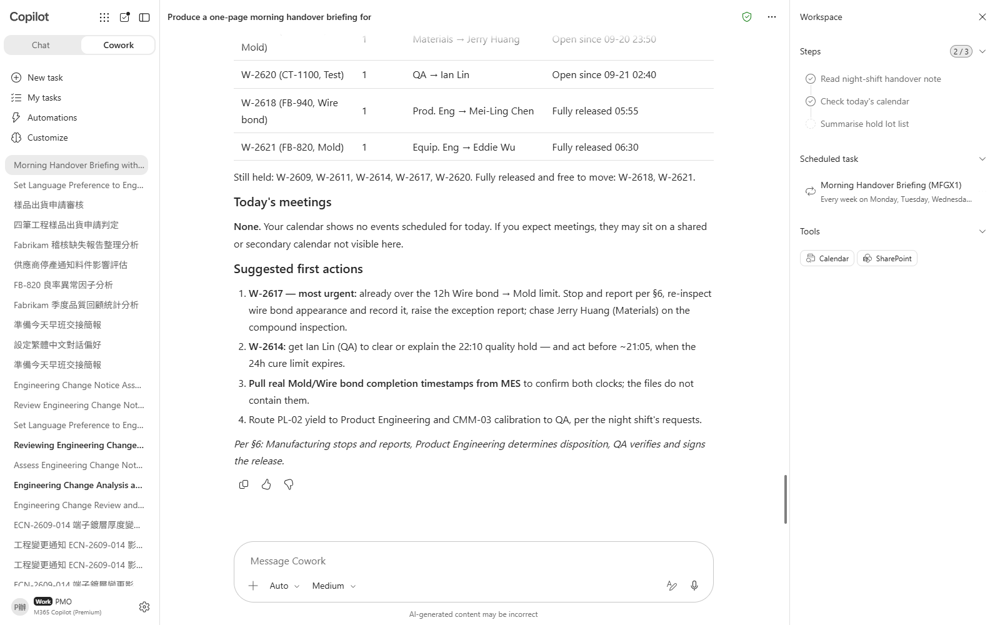 Copilot
Chat
Cowork
New task
My tasks
Automations
Customize
Morning Handover Briefing with...
Set Language Preference to Eng...
樣品出貨申請審核
四筆工程樣品出貨申請判定
Fabrikam 稽核缺失報告整理分析
供應商停產通知料件影響評估
FB-820 良率異常因子分析
Fabrikam 季度品質回顧統計分析
準備今天早班交接簡報
設定繁體中文對話偏好
準備今天早班交接簡報
Engineering Change Notice Ass...
Review Engineering Change Not...
Set Language Preference to Eng...
Reviewing Engineering Change...
Assess Engineering Change Not...
Engineering Change Analysis a...
Engineering Change Review and...
ECN-2609-014 端子鍍層厚度變...
工程變更通知 ECN-2609-014 影...
工程變更通知 ECN-2609-014 影...
ECN-2609-014 端子鍍層變更影...
P辦
Work PMO
M365 Copilot (Premium)
Produce a one-page morning handover briefing for
Mold) 1 Materials → Jerry Huang Open since 09-20 23:50
W-2620 (CT-1100, Test) 1 QA → Ian Lin Open since 09-21 02:40
W-2618 (FB-940, Wire
bond) 1 Prod. Eng → Mei-Ling Chen Fully released 05:55
W-2621 (FB-820, Mold) 1 Equip. Eng → Eddie Wu Fully released 06:30
Still held: W-2609, W-2611, W-2614, W-2617, W-2620. Fully released and free to move: W-2618, W-2621.
Today's meetings
None. Your calendar shows no events scheduled for today. If you expect meetings, they may sit on a shared
or secondary calendar not visible here.
Suggested first actions
1. W-2617 — most urgent: already over the 12h Wire bond → Mold limit. Stop and report per §6, re-inspect
wire bond appearance and record it, raise the exception report; chase Jerry Huang (Materials) on the
compound inspection.
2. W-2614: get Ian Lin (QA) to clear or explain the 22:10 quality hold — and act before ~21:05, when the
24h cure limit expires.
3. Pull real Mold/Wire bond completion timestamps from MES to confirm both clocks; the files do not
contain them.
4. Route PL-02 yield to Product Engineering and CMM-03 calibration to QA, per the night shift's requests.
Per §6: Manufacturing stops and reports, Product Engineering determines disposition, QA verifies and signs
the release.
Message Cowork
Auto
Medium
AI-generated content may be incorrect
Workspace
Steps
2 / 3
Read night-shift handover note
Check today's calendar
Summarise hold lot list
Scheduled task
Morning Handover Briefing (MFGX1)
Every week on Monday, Tuesday, Wednesda...
Tools
Calendar
SharePoint